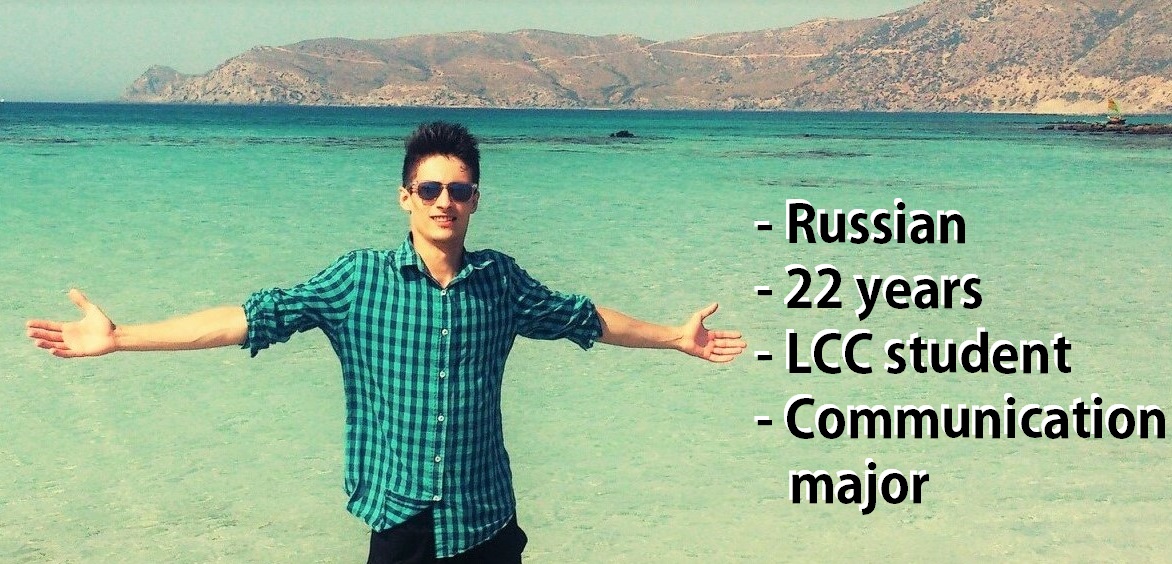 - Russian
- 22 years
- LCC student
- Communication
major